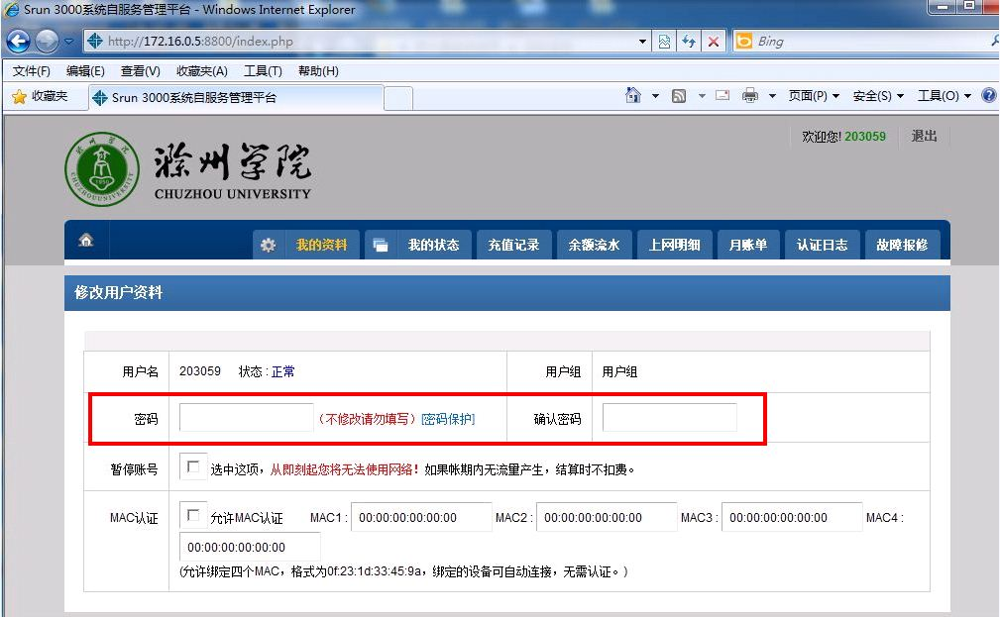 Srun 3000系统自服务管理平台 - Windows Internet Explorer
http://172.16.0.5:8800/index.php
Bing
文件(F) 编辑(E) 查看(V) 收藏夹(A) 工具(T) 帮助(H)
收藏夹 Srun 3000系统自服务管理平台 页面(P) 安全(S) 工具(O)
欢迎您! 203059 退出
滁州学院
CHUZHOU UNIVERSITY
我的资料 我的状态 充值记录 余额流水 上网明细 月账单 认证日志 故障报修
修改用户资料
用户名 203059 状态 : 正常 用户组 用户组
密码 (不修改请勿填写) [密码保护] 确认密码
暂停账号 选中这项，从即刻起您将无法使用网络！如果帐期内无流量产生，结算时不扣费。
MAC认证 允许MAC认证 MAC1 : 00:00:00:00:00:00 MAC2 : 00:00:00:00:00:00 MAC3 : 00:00:00:00:00:00 MAC4 :
00:00:00:00:00:00
(允许绑定四个MAC，格式为0f:23:1d:33:45:9a，绑定的设备可自动连接，无需认证。)